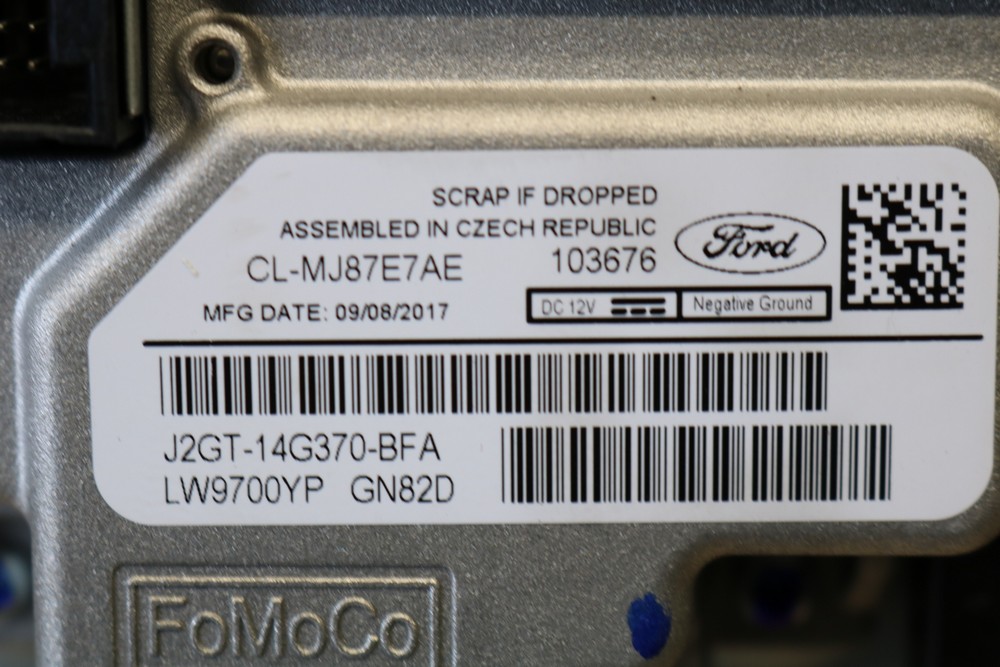 SCRAP IF DROPPED
ASSEMBLED IN CZECH REPUBLIC
CL-MJ87E7AE 103676
Ford
MFG DATE: 09/08/2017
DC 12V Negative Ground
J2GT-14G370-BFA
LW9700YP GN82D
FoMoCo